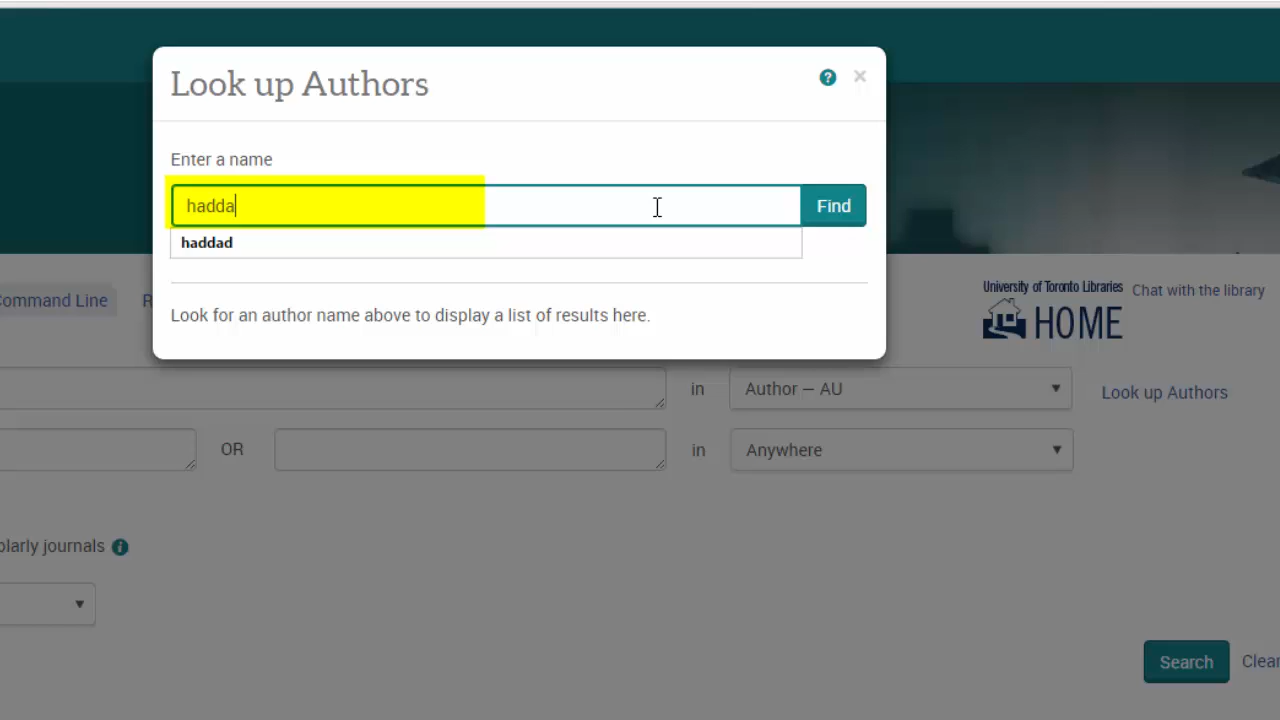 Look up Authors
Enter a name
hadda
Find
haddad
Look for an author name above to display a list of results here.
Command Line
R
University of Toronto Libraries
HOME
Chat with the library
in
Author — AU
Look up Authors
OR
in
Anywhere
olarly journals
Search
Clear